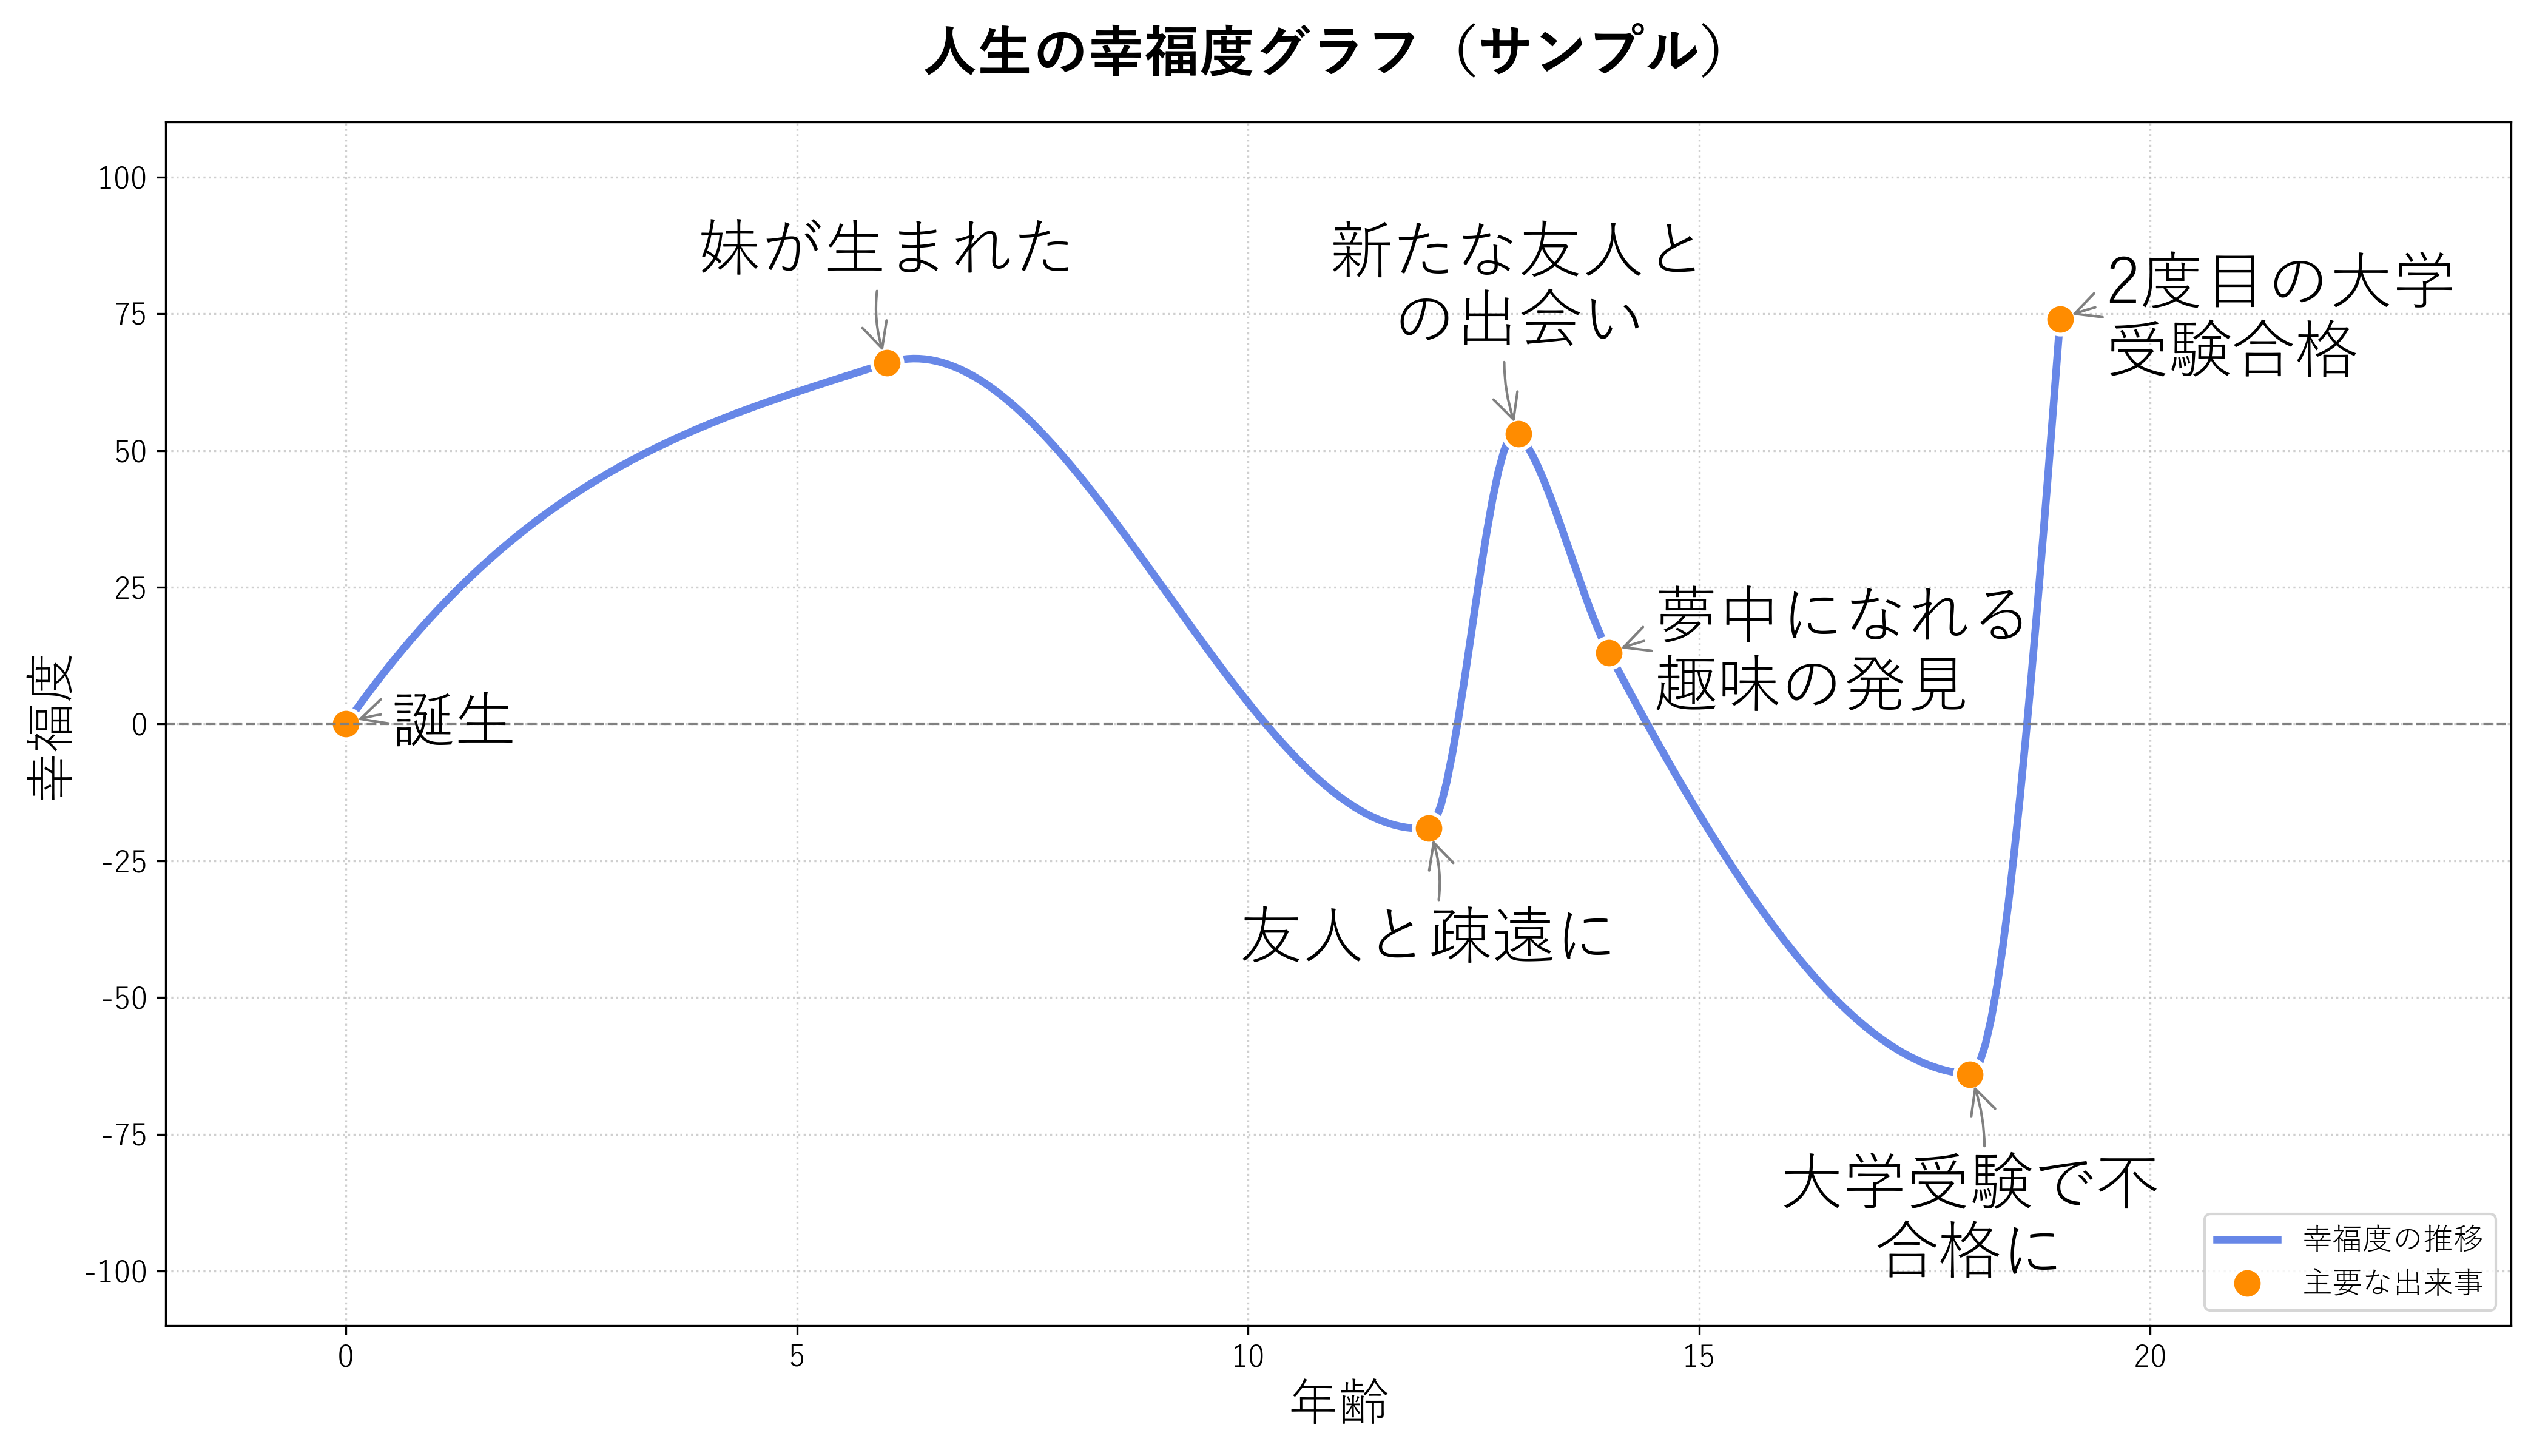 人生の幸福度グラフ（サンプル）
幸福度
100
75
50
25
0
-25
-50
-75
-100
妹が生まれた
新たな友人と
の出会い
2度目の大学
受験合格
夢中になれる
趣味の発見
誕生
友人と疎遠に
大学受験で不
合格に
幸福度の推移
主要な出来事
0
5
10
15
20
年齢